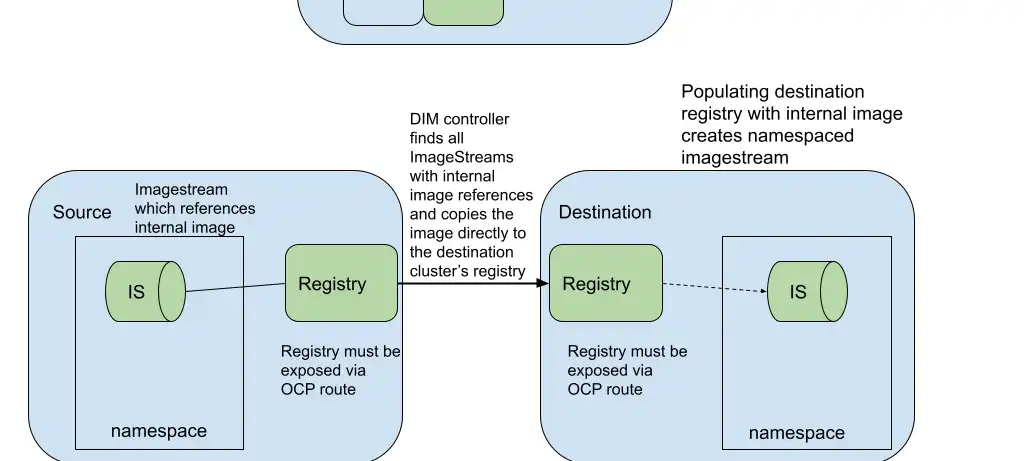 Populating destination
registry with internal image
creates namespaced
imagestream
DIM controller
finds all
ImageStreams
with internal
image references
and copies the
image directly to
the destination
cluster's registry
Source
Imagestream
which references
internal image
IS
Registry
Registry must be
exposed via
OCP route
namespace
Destination
Registry
IS
Registry must be
exposed via
OCP route
namespace